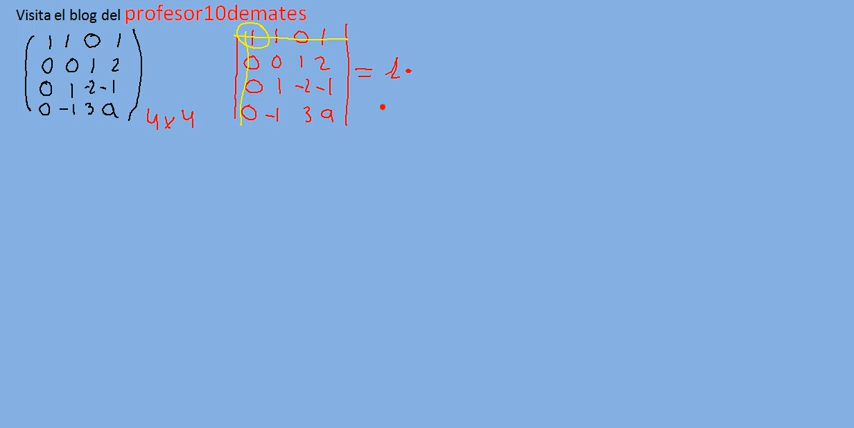 Visita el blog del profesor10demates
1 1 0 1 1 1 0 1
0 0 1 2 0 0 1 2 = 1.
0 1 -2 -1 0 1 -2 -1
0 -1 3 a 4x4 0 -1 3 a